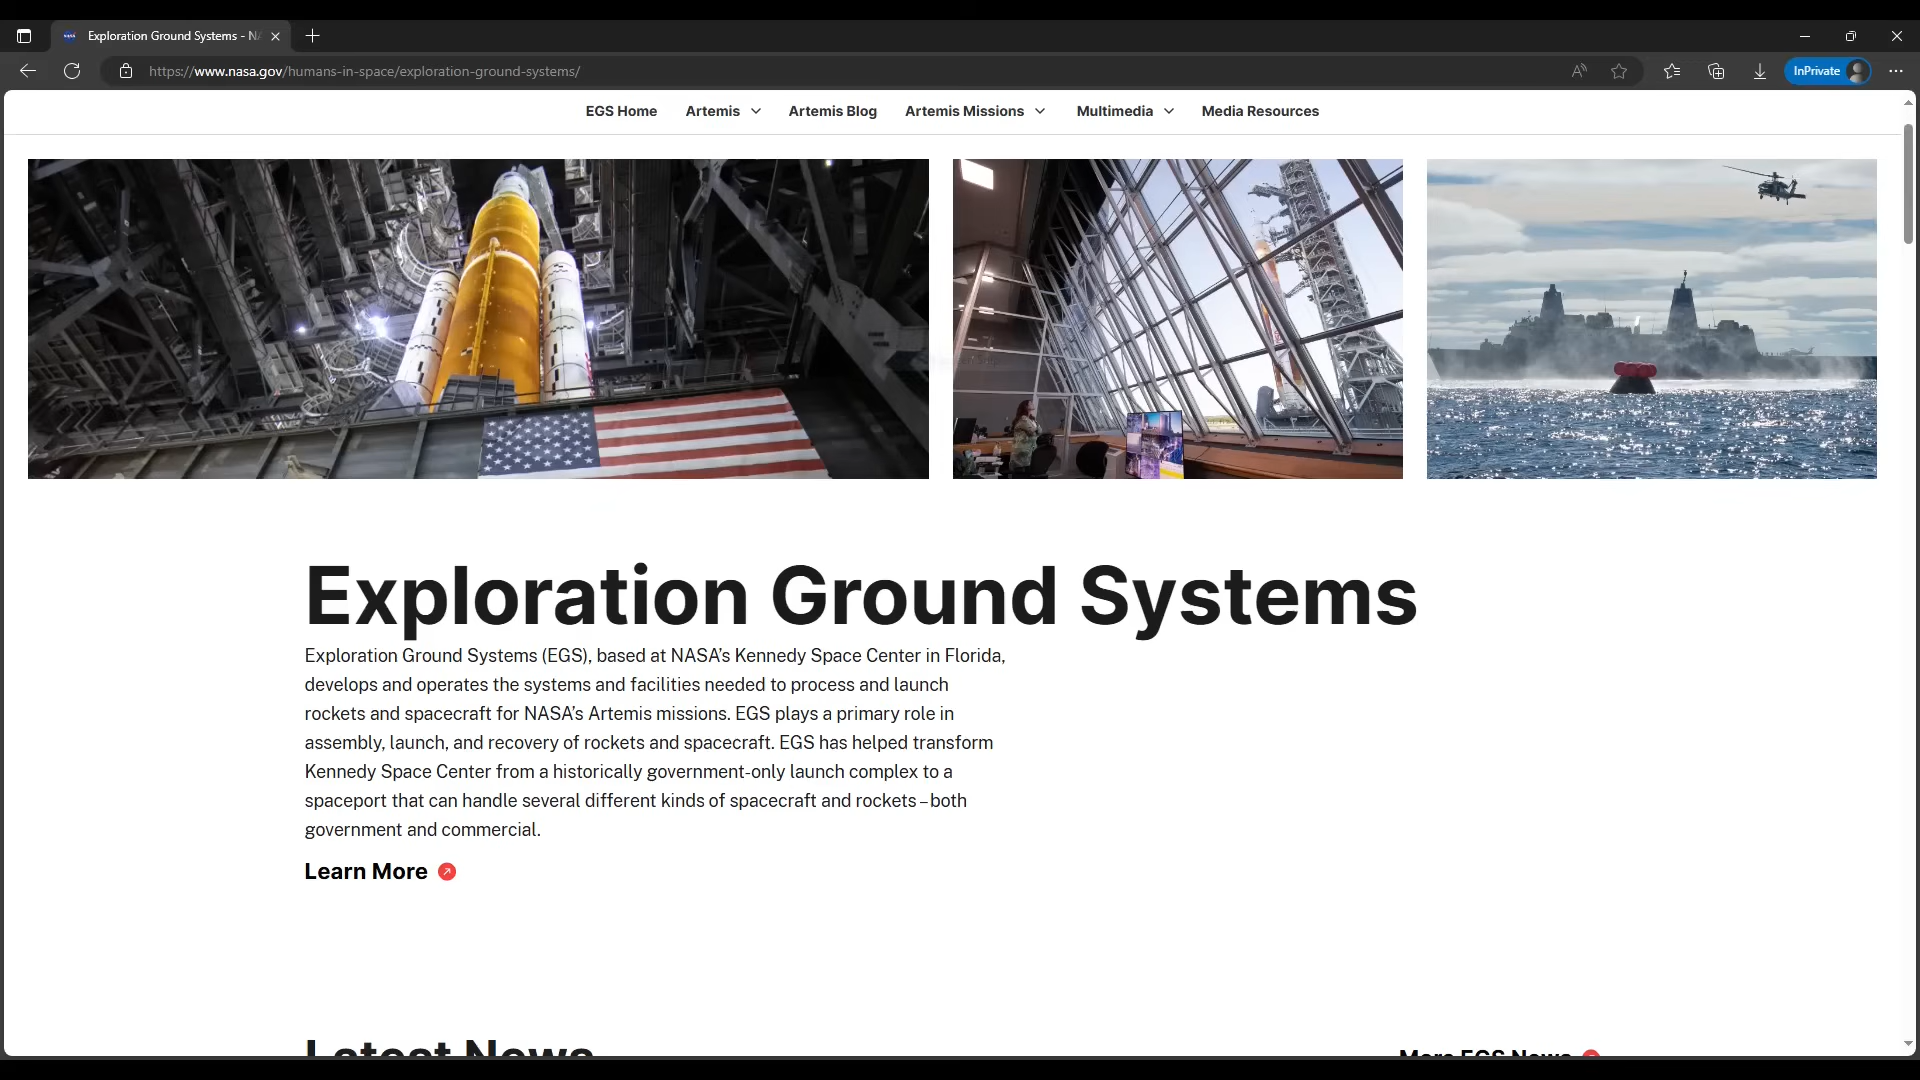 Exploration Ground Systems - N
https://www.nasa.gov/humans-in-space/exploration-ground-systems/
InPrivate
EGS Home Artemis Artemis Blog Artemis Missions Multimedia Media Resources
Exploration Ground Systems
Exploration Ground Systems (EGS), based at NASA’s Kennedy Space Center in Florida,
develops and operates the systems and facilities needed to process and launch
rockets and spacecraft for NASA’s Artemis missions. EGS plays a primary role in
assembly, launch, and recovery of rockets and spacecraft. EGS has helped transform
Kennedy Space Center from a historically government-only launch complex to a
spaceport that can handle several different kinds of spacecraft and rockets – both
government and commercial.
Learn More
Latest News
More EGS News